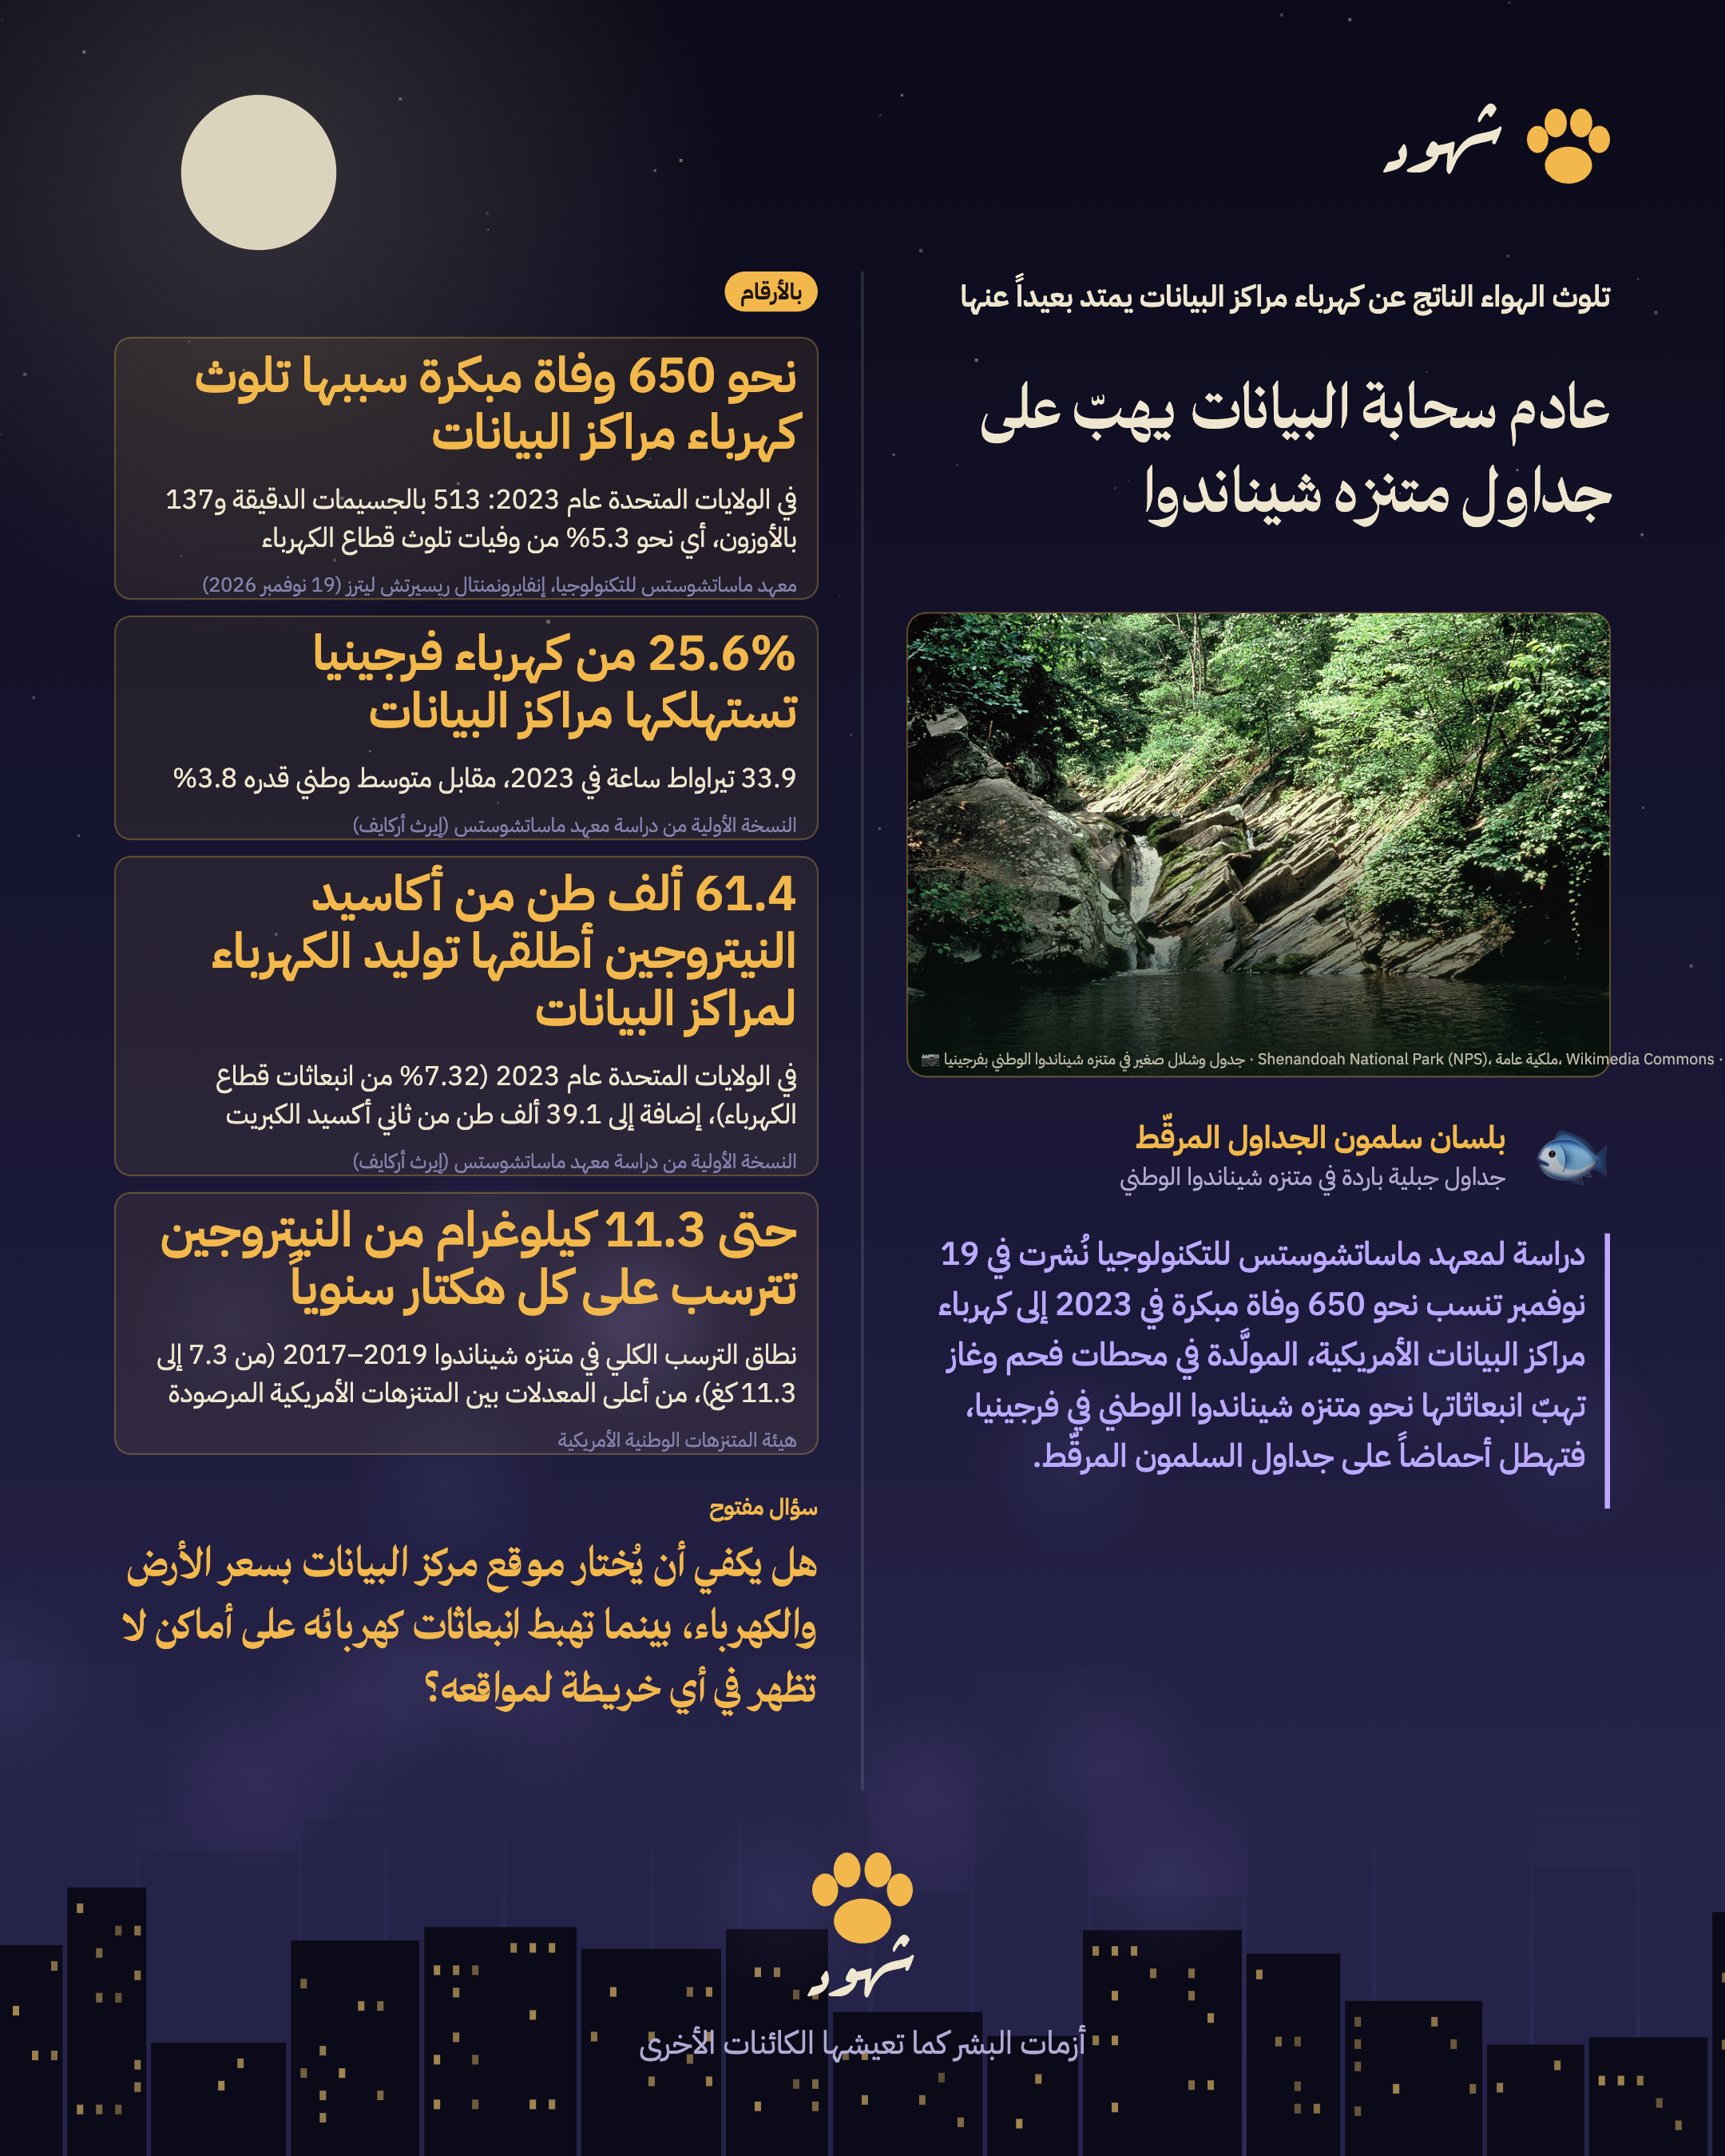 شهود
تلوث الهواء الناتج عن كهرباء مراكز البيانات يمتد بعيداً عنها
عادم سحابة البيانات يهبّ على
جداول متنزه شيناندوا
جدول وشلال صغير في متنزه شيناندوا الوطني بفرجينيا · Shenandoah National Park (NPS)، ملكية عامة، Wikimedia Commons ·
بلسان سلمون الجداول المرقّط
جداول جبلية باردة في متنزه شيناندوا الوطني
دراسة لمعهد ماساتشوستس للتكنولوجيا نُشرت في 19
نوفمبر تنسب نحو 650 وفاة مبكرة في 2023 إلى كهرباء
مراكز البيانات الأمريكية، المولَّدة في محطات فحم وغاز
تهبّ انبعاثاتها نحو متنزه شيناندوا الوطني في فرجينيا،
فتهطل أحماضاً على جداول السلمون المرقّط.
بالأرقام
نحو 650 وفاة مبكرة سببها تلوث
كهرباء مراكز البيانات
في الولايات المتحدة عام 2023: 513 بالجسيمات الدقيقة و137
بالأوزون، أي نحو 5.3% من وفيات تلوث قطاع الكهرباء
معهد ماساتشوستس للتكنولوجيا، إنفايرونمنتال ريسيرتش ليترز (19 نوفمبر 2026)
25.6% من كهرباء فرجينيا
تستهلكها مراكز البيانات
33.9 تيراواط ساعة في 2023، مقابل متوسط وطني قدره 3.8%
النسخة الأولية من دراسة معهد ماساتشوستس (إيرث أركايف)
61.4 ألف طن من أكاسيد
النيتروجين أطلقها توليد الكهرباء
لمراكز البيانات
في الولايات المتحدة عام 2023 (7.32% من انبعاثات قطاع
الكهرباء)، إضافة إلى 39.1 ألف طن من ثاني أكسيد الكبريت
النسخة الأولية من دراسة معهد ماساتشوستس (إيرث أركايف)
حتى 11.3 كيلوغرام من النيتروجين
تترسب على كل هكتار سنوياً
نطاق الترسب الكلي في متنزه شيناندوا 2019–2017 (من 7.3 إلى
11.3 كغ)، من أعلى المعدلات بين المتنزهات الأمريكية المرصودة
هيئة المتنزهات الوطنية الأمريكية
سؤال مفتوح
هل يكفي أن يُختار موقع مركز البيانات بسعر الأرض
والكهرباء، بينما تهبط انبعاثات كهربائه على أماكن لا
تظهر في أي خريطة لمواقعه؟
شهود
أزمات البشر كما تعيشها الكائنات الأخرى